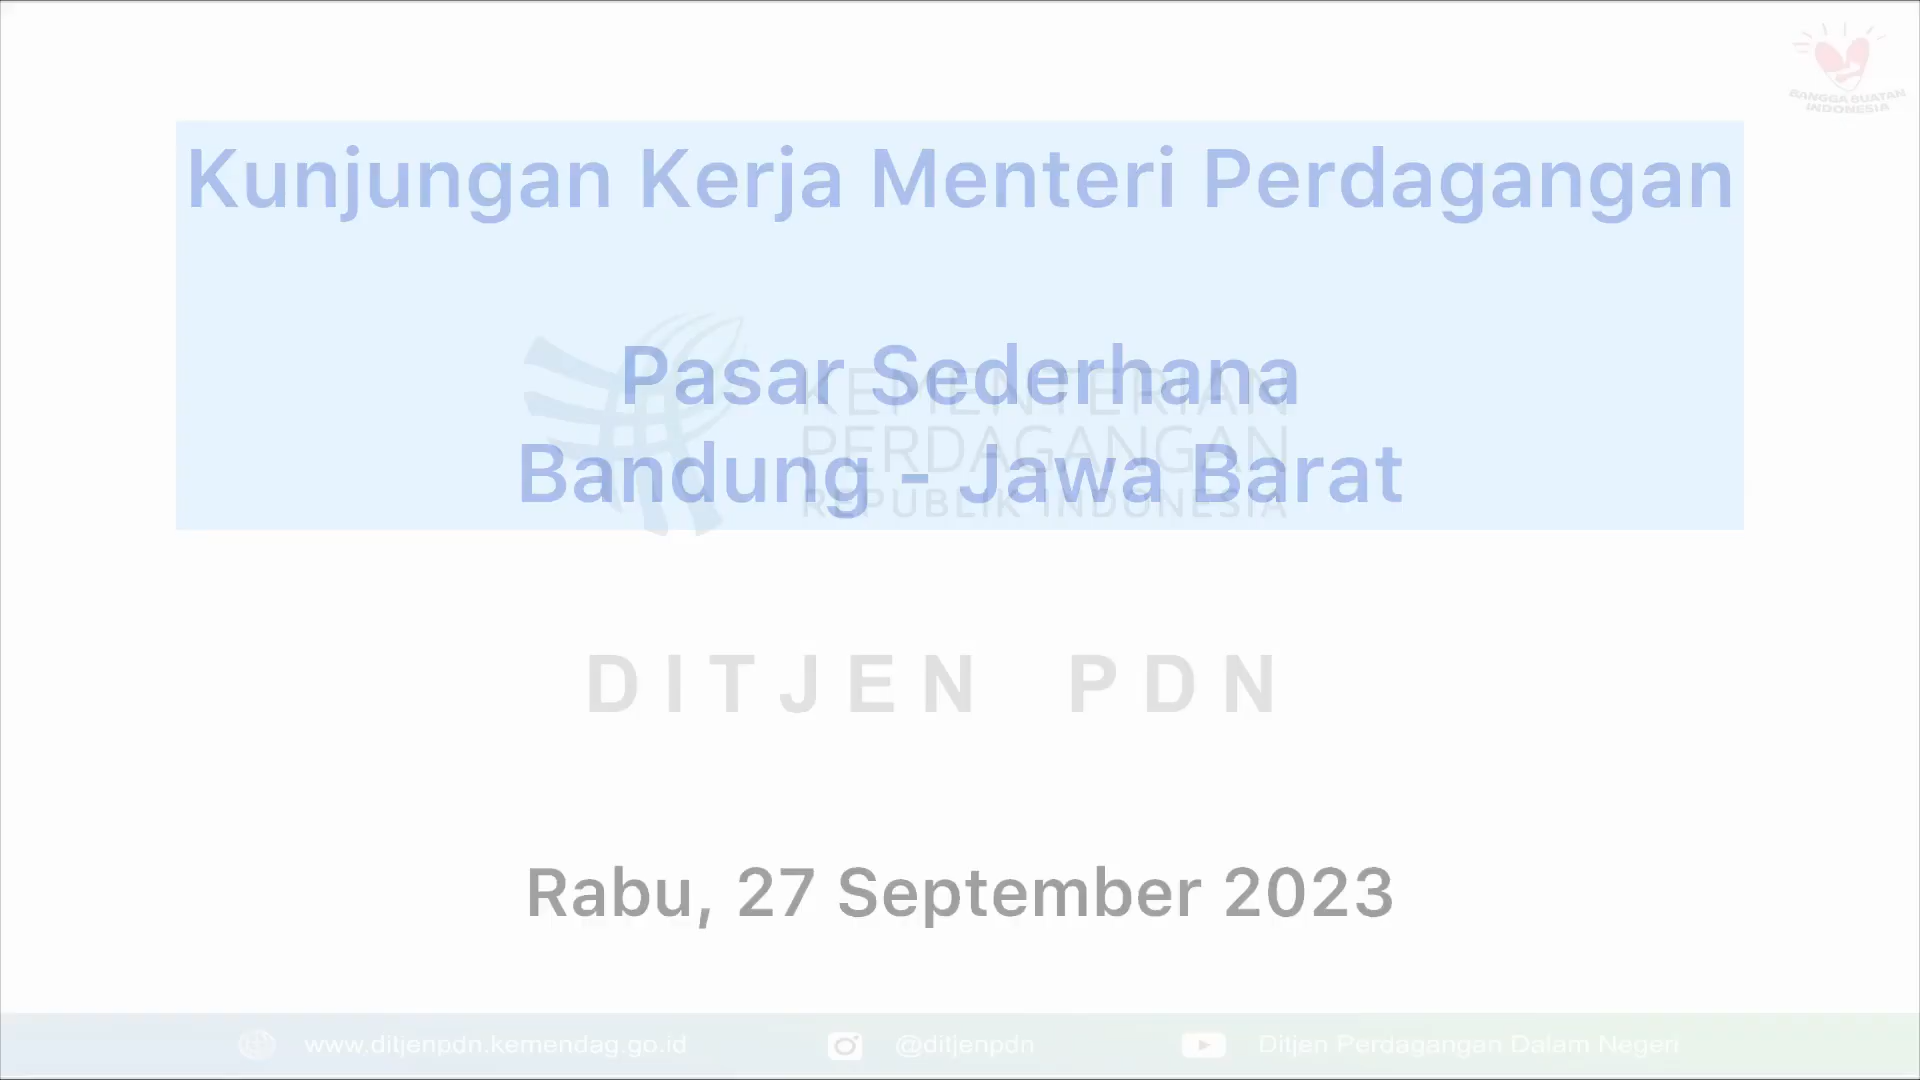 BANGGA BUATAN
INDONESIA
Kunjungan Kerja Menteri Perdagangan
Pasar Sederhana
Bandung - Jawa Barat
KEMENTERIAN
PERDAGANGAN
REPUBLIK INDONESIA
DITJEN PDN
Rabu, 27 September 2023
www.ditjenpdn.kemendag.go.id
@ditjenpdn
Ditjen Perdagangan Dalam Negeri